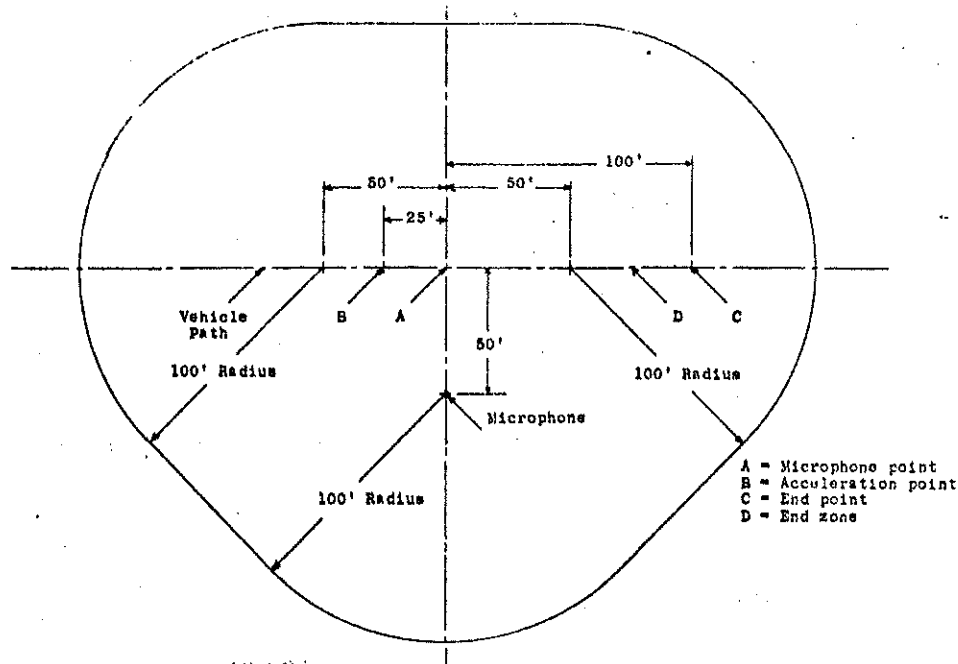 100'
50'
50'
25'
Vehicle
Path
B
A
D
C
50'
100' Radius
100' Radius
Microphone
100' Radius
A = Microphone point
B = Acceleration point
C = End point
D = End zone